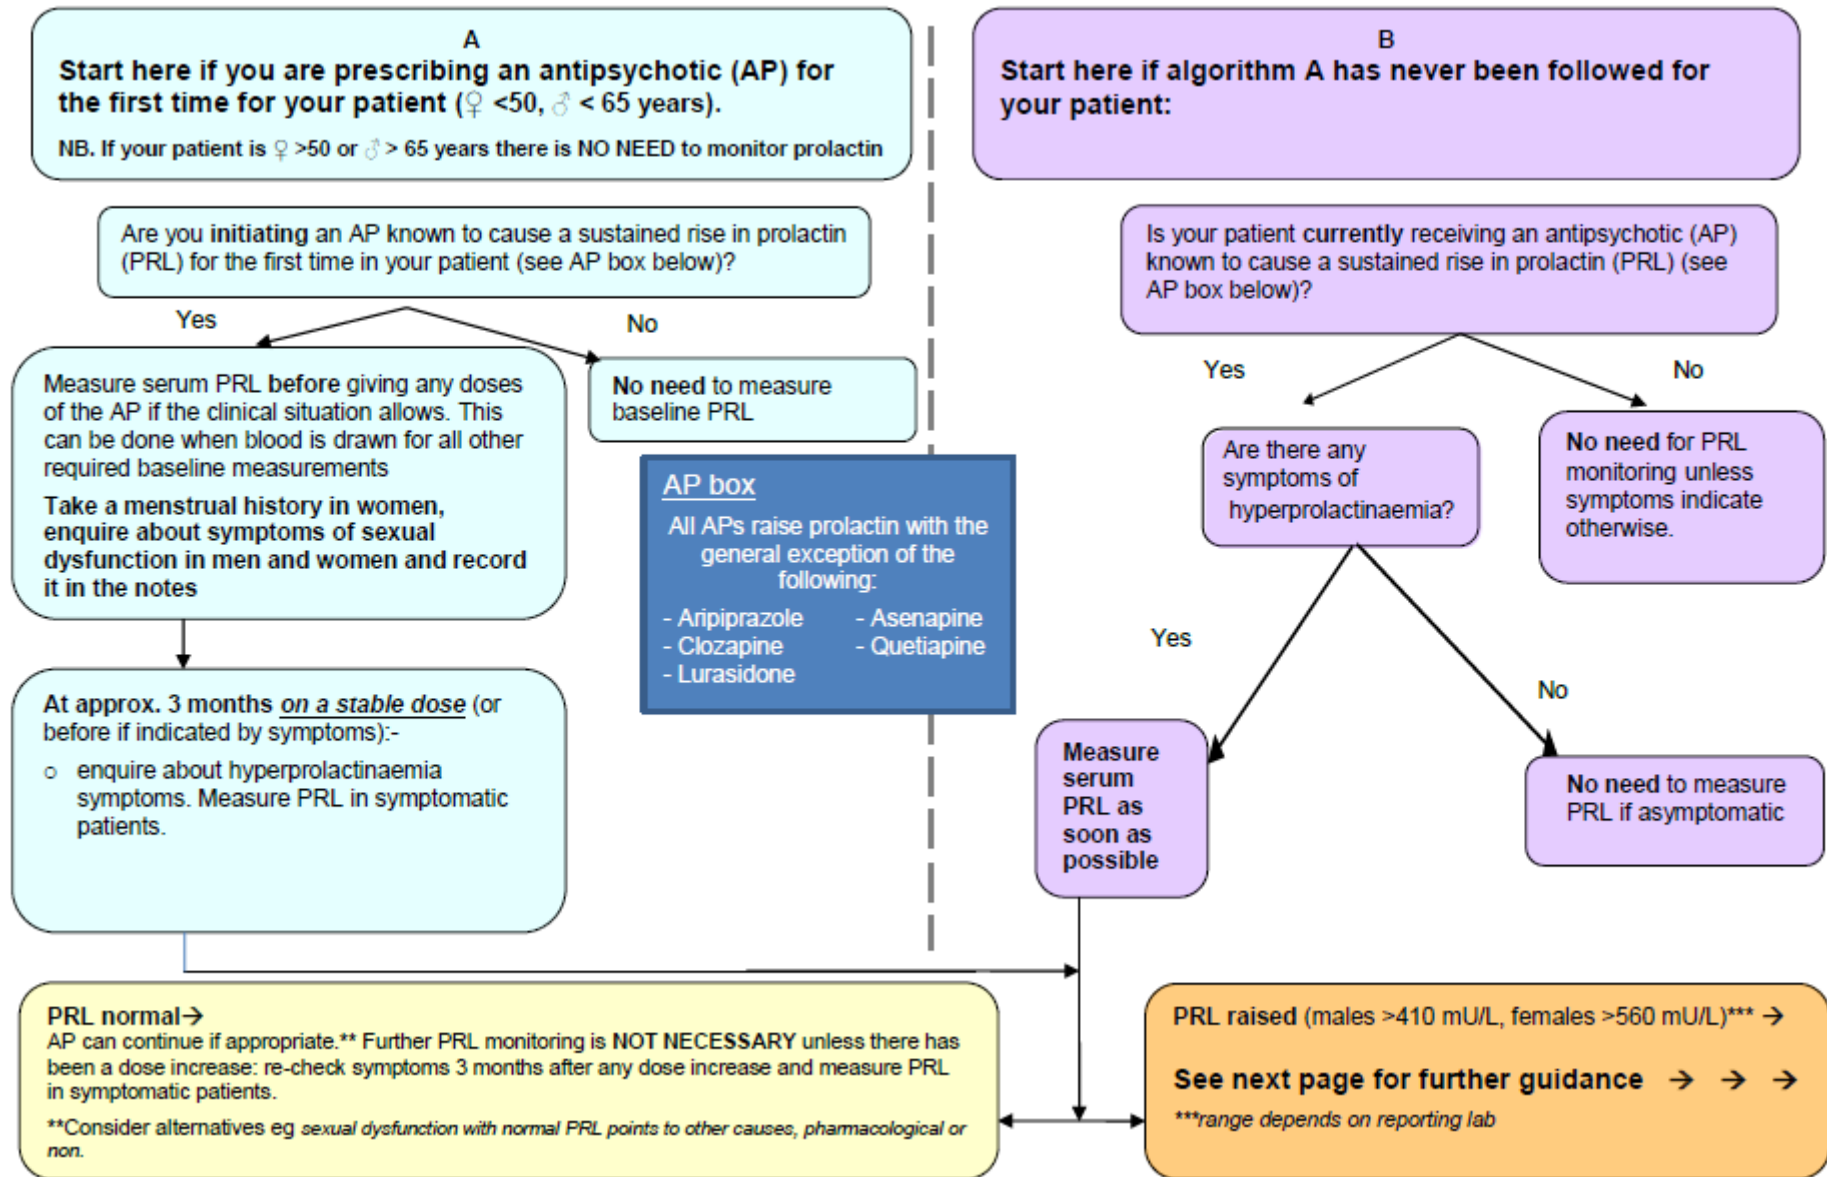 A
Start here if you are prescribing an antipsychotic (AP) for
the first time for your patient (♀ <50, ♂ < 65 years).
NB. If your patient is ♀ >50 or ♂ > 65 years there is NO NEED to monitor prolactin
Are you initiating an AP known to cause a sustained rise in prolactin
(PRL) for the first time in your patient (see AP box below)?
Yes
No
Measure serum PRL before giving any doses
of the AP if the clinical situation allows. This
can be done when blood is drawn for all other
required baseline measurements
Take a menstrual history in women,
enquire about symptoms of sexual
dysfunction in men and women and record
it in the notes
No need to measure
baseline PRL
At approx. 3 months on a stable dose (or
before if indicated by symptoms):-
o enquire about hyperprolactinaemia
symptoms. Measure PRL in symptomatic
patients.
AP box
All APs raise prolactin with the
general exception of the
following:
- Aripiprazole - Asenapine
- Clozapine - Quetiapine
- Lurasidone
B
Start here if algorithm A has never been followed for
your patient:
Is your patient currently receiving an antipsychotic (AP)
known to cause a sustained rise in prolactin (PRL) (see
AP box below)?
Yes
No
Are there any
symptoms of
hyperprolactinaemia?
No need for PRL
monitoring unless
symptoms indicate
otherwise.
Yes
No
Measure
serum
PRL as
soon as
possible
No need to measure
PRL if asymptomatic
PRL normal→
AP can continue if appropriate.** Further PRL monitoring is NOT NECESSARY unless there has
been a dose increase: re-check symptoms 3 months after any dose increase and measure PRL
in symptomatic patients.
**Consider alternatives eg sexual dysfunction with normal PRL points to other causes, pharmacological or
non.
PRL raised (males >410 mU/L, females >560 mU/L)*** →
See next page for further guidance → → →
***range depends on reporting lab